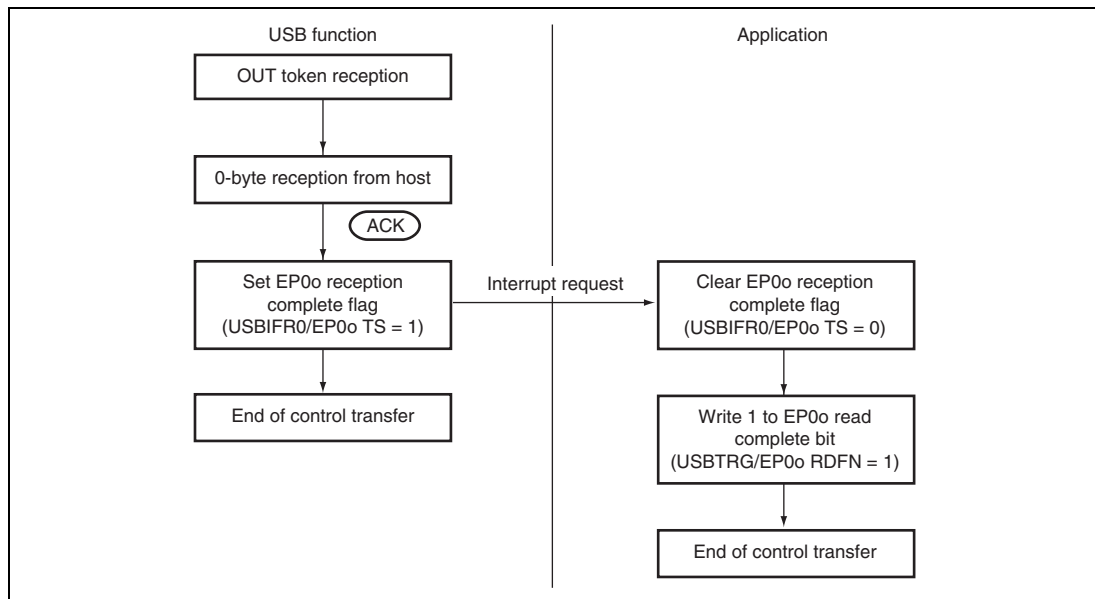 USB function
Application
OUT token reception
0-byte reception from host
ACK
Set EP0o reception
complete flag
(USBIFR0/EP0o TS = 1)
Interrupt request
Clear EP0o reception
complete flag
(USBIFR0/EP0o TS = 0)
End of control transfer
Write 1 to EP0o read
complete bit
(USBTRG/EP0o RDFN = 1)
End of control transfer